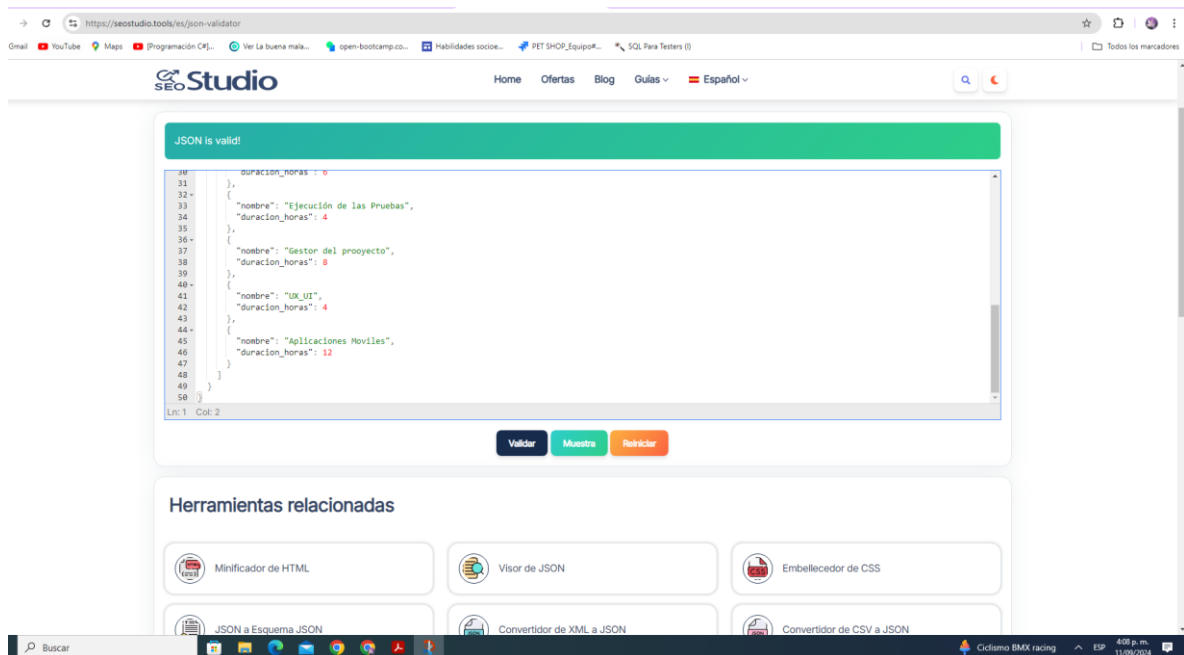 https://seostudio.tools/es/json-validator
Gmail YouTube Maps [Programación C#]... Ver La buena mala... open-bootcamp.co... Habilidades socioe... PET SHOP_Equipo#... SQL Para Testers (I) Todos los marcadores
SEO Studio Home Ofertas Blog Guías Español
JSON is valid!
30 "duracion_horas": 6
31 },
32 {
33 "nombre": "Ejecución de las Pruebas",
34 "duracion_horas": 4
35 },
36 {
37 "nombre": "Gestor del prooyecto",
38 "duracion_horas": 8
39 },
40 {
41 "nombre": "UX_UI",
42 "duracion_horas": 4
43 },
44 {
45 "nombre": "Aplicaciones Moviles",
46 "duracion_horas": 12
47 }
48 ]
49 }
50 }
Ln: 1 Col: 2
Validar Muestra Reiniciar
Herramientas relacionadas
Minificador de HTML Visor de JSON Embellecedor de CSS
JSON a Esquema JSON Convertidor de XML a JSON Convertidor de CSV a JSON
Buscar Ciclismo BMX racing ESP 4:08 p. m.
11/09/2024